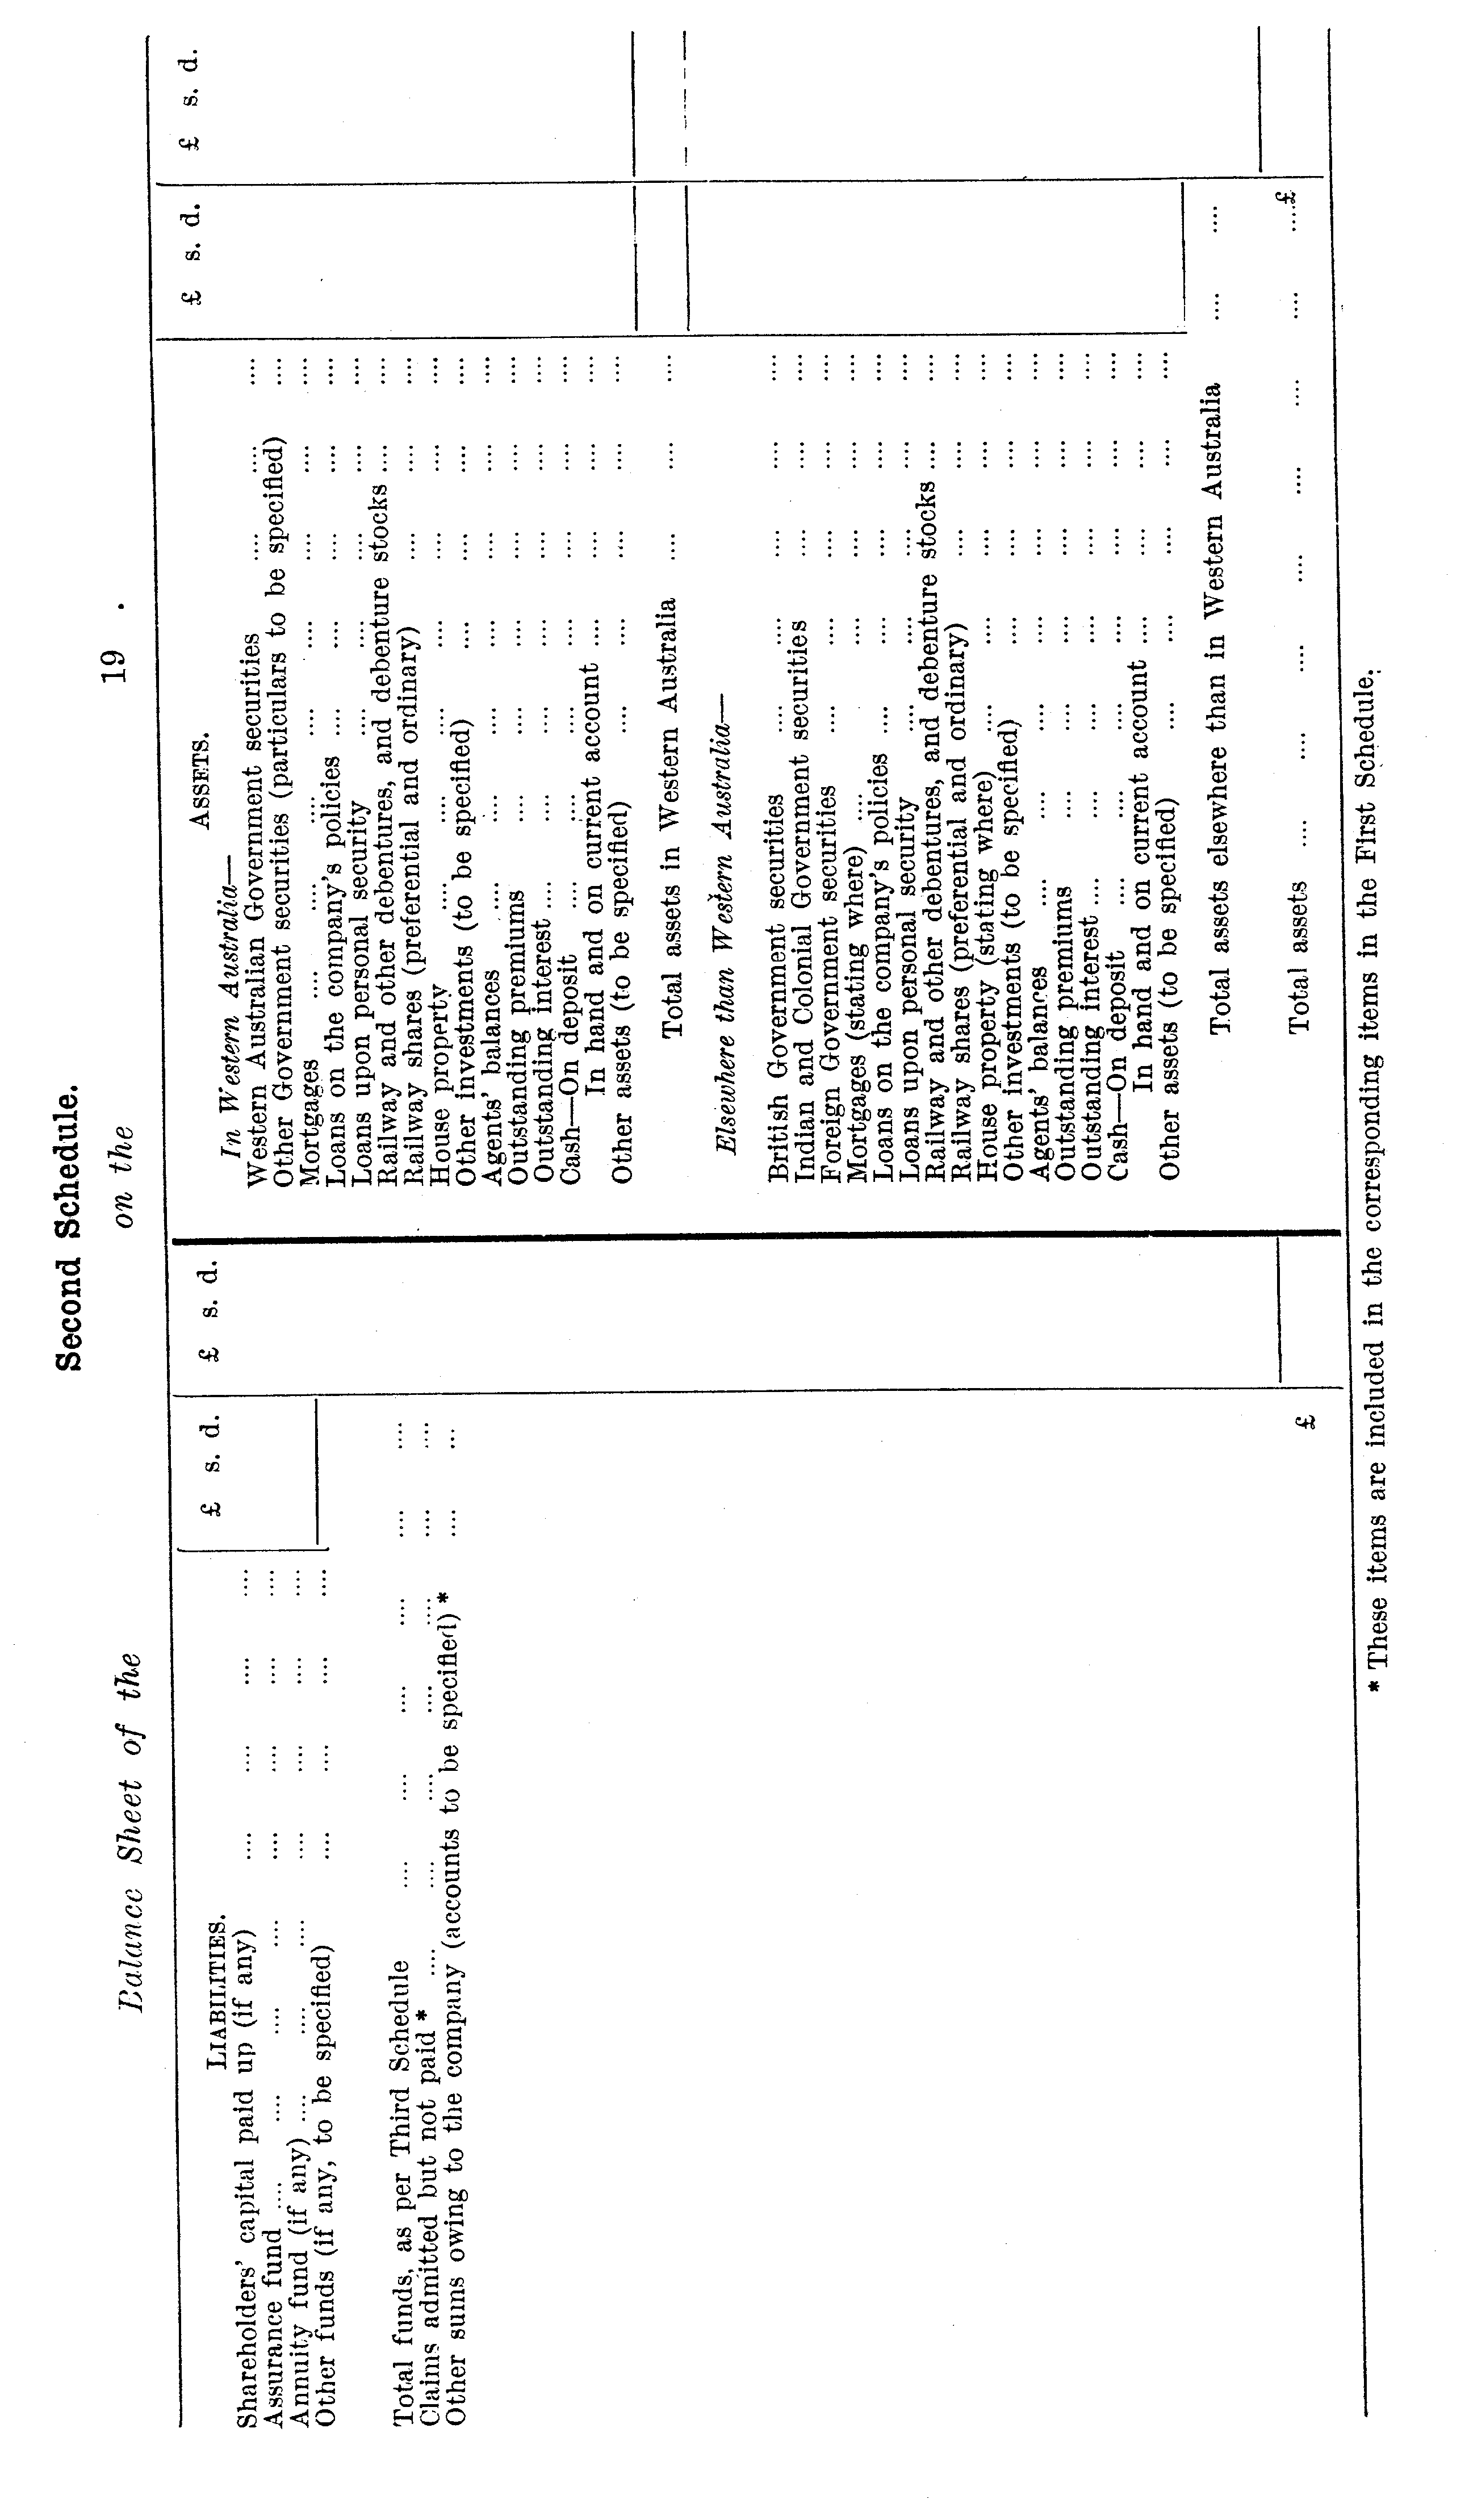 Second Schedule.
Balance Sheet of the on the 19 .
LIABILITIES.
£ s. d. £ s. d.
Shareholders' capital paid up (if any) .... .... .... ....
Assurance fund .... .... .... .... .... .... .... ....
Annuity fund (if any) .... .... .... .... .... .... ....
Other funds (if any, to be specified) .... .... .... ....
Total funds, as per Third Schedule .... .... .... .... .... ....
Claims admitted but not paid * .... .... .... .... .... .... ....
Other sums owing to the company (accounts to be specified) * .... ...
£
ASSETS.
£ s. d. £ s. d.
In Western Australia—
Western Australian Government securities .... .... ....
Other Government securities (particulars to be specified) ....
Mortgages .... .... .... .... .... .... .... ....
Loans on the company's policies .... .... .... .... ....
Loans upon personal security .... .... .... .... ....
Railway and other debentures, and debenture stocks .... ....
Railway shares (preferential and ordinary) .... .... ....
House property .... .... .... .... .... .... ....
Other investments (to be specified) .... .... .... ....
Agents' balances .... .... .... .... .... .... ....
Outstanding premiums .... .... .... .... .... ....
Outstanding interest .... .... .... .... .... .... ....
Cash—On deposit .... .... .... .... .... .... ....
In hand and on current account .... .... .... ....
Other assets (to be specified) .... .... .... .... ....
Total assets in Western Australia .... .... ....
Elsewhere than Western Australia—
British Government securities .... .... .... .... ....
Indian and Colonial Government securities .... .... ....
Foreign Government securities .... .... .... .... ....
Mortgages (stating where) .... .... .... .... ....
Loans on the company's policies .... .... .... .... ....
Loans upon personal security .... .... .... .... ....
Railway and other debentures, and debenture stocks .... ....
Railway shares (preferential and ordinary) .... .... ....
House property (stating where) .... .... .... .... ....
Other investments (to be specified) .... .... .... ....
Agents' balances .... .... .... .... .... .... ....
Outstanding premiums .... .... .... .... .... ....
Outstanding interest .... .... .... .... .... .... ....
Cash—On deposit .... .... .... .... .... .... ....
In hand and on current account .... .... .... ....
Other assets (to be specified) .... .... .... .... ....
Total assets elsewhere than in Western Australia .... ....
Total assets .... .... .... .... .... .... .... ....£
* These items are included in the corresponding items in the First Schedule.